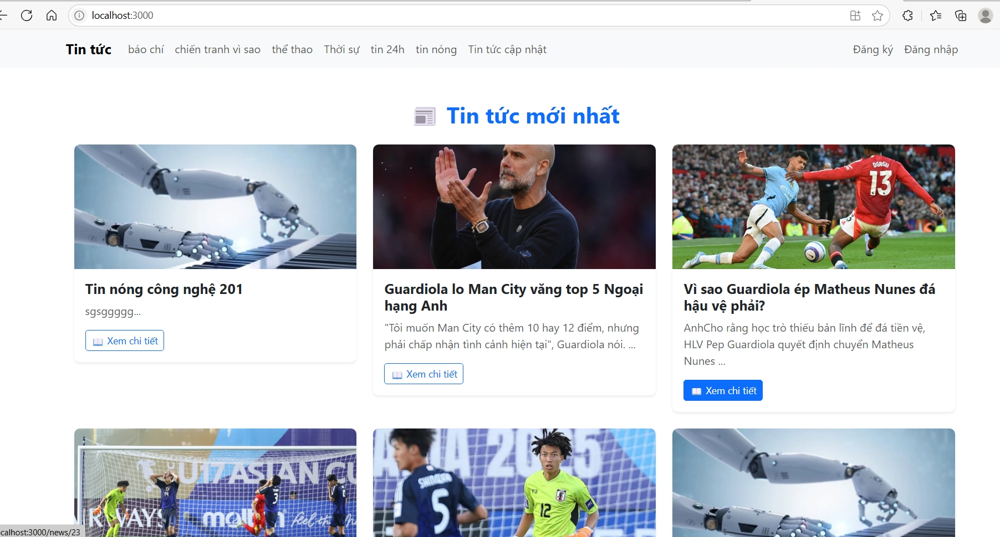 localhost:3000
Tin tức báo chí chiến tranh vì sao thể thao Thời sự tin 24h tin nóng Tin tức cập nhật Đăng ký Đăng nhập
Tin tức mới nhất
DORGU
13
Tin nóng công nghệ 201
sgsggggg...
Xem chi tiết
Guardiola lo Man City văng top 5 Ngoại
hạng Anh
"Tôi muốn Man City có thêm 10 hay 12 điểm, nhưng
phải chấp nhận tình cảnh hiện tại", Guardiola nói. ...
Xem chi tiết
Vì sao Guardiola ép Matheus Nunes đá
hậu vệ phải?
AnhCho rằng học trò thiếu bản lĩnh để đá tiền vệ,
HLV Pep Guardiola quyết định chuyển Matheus
Nunes ...
Xem chi tiết
U17 ASIAN CU
3
WAYS
molten
feel the
2025
5
Y-3
12
calhost:3000/news/23